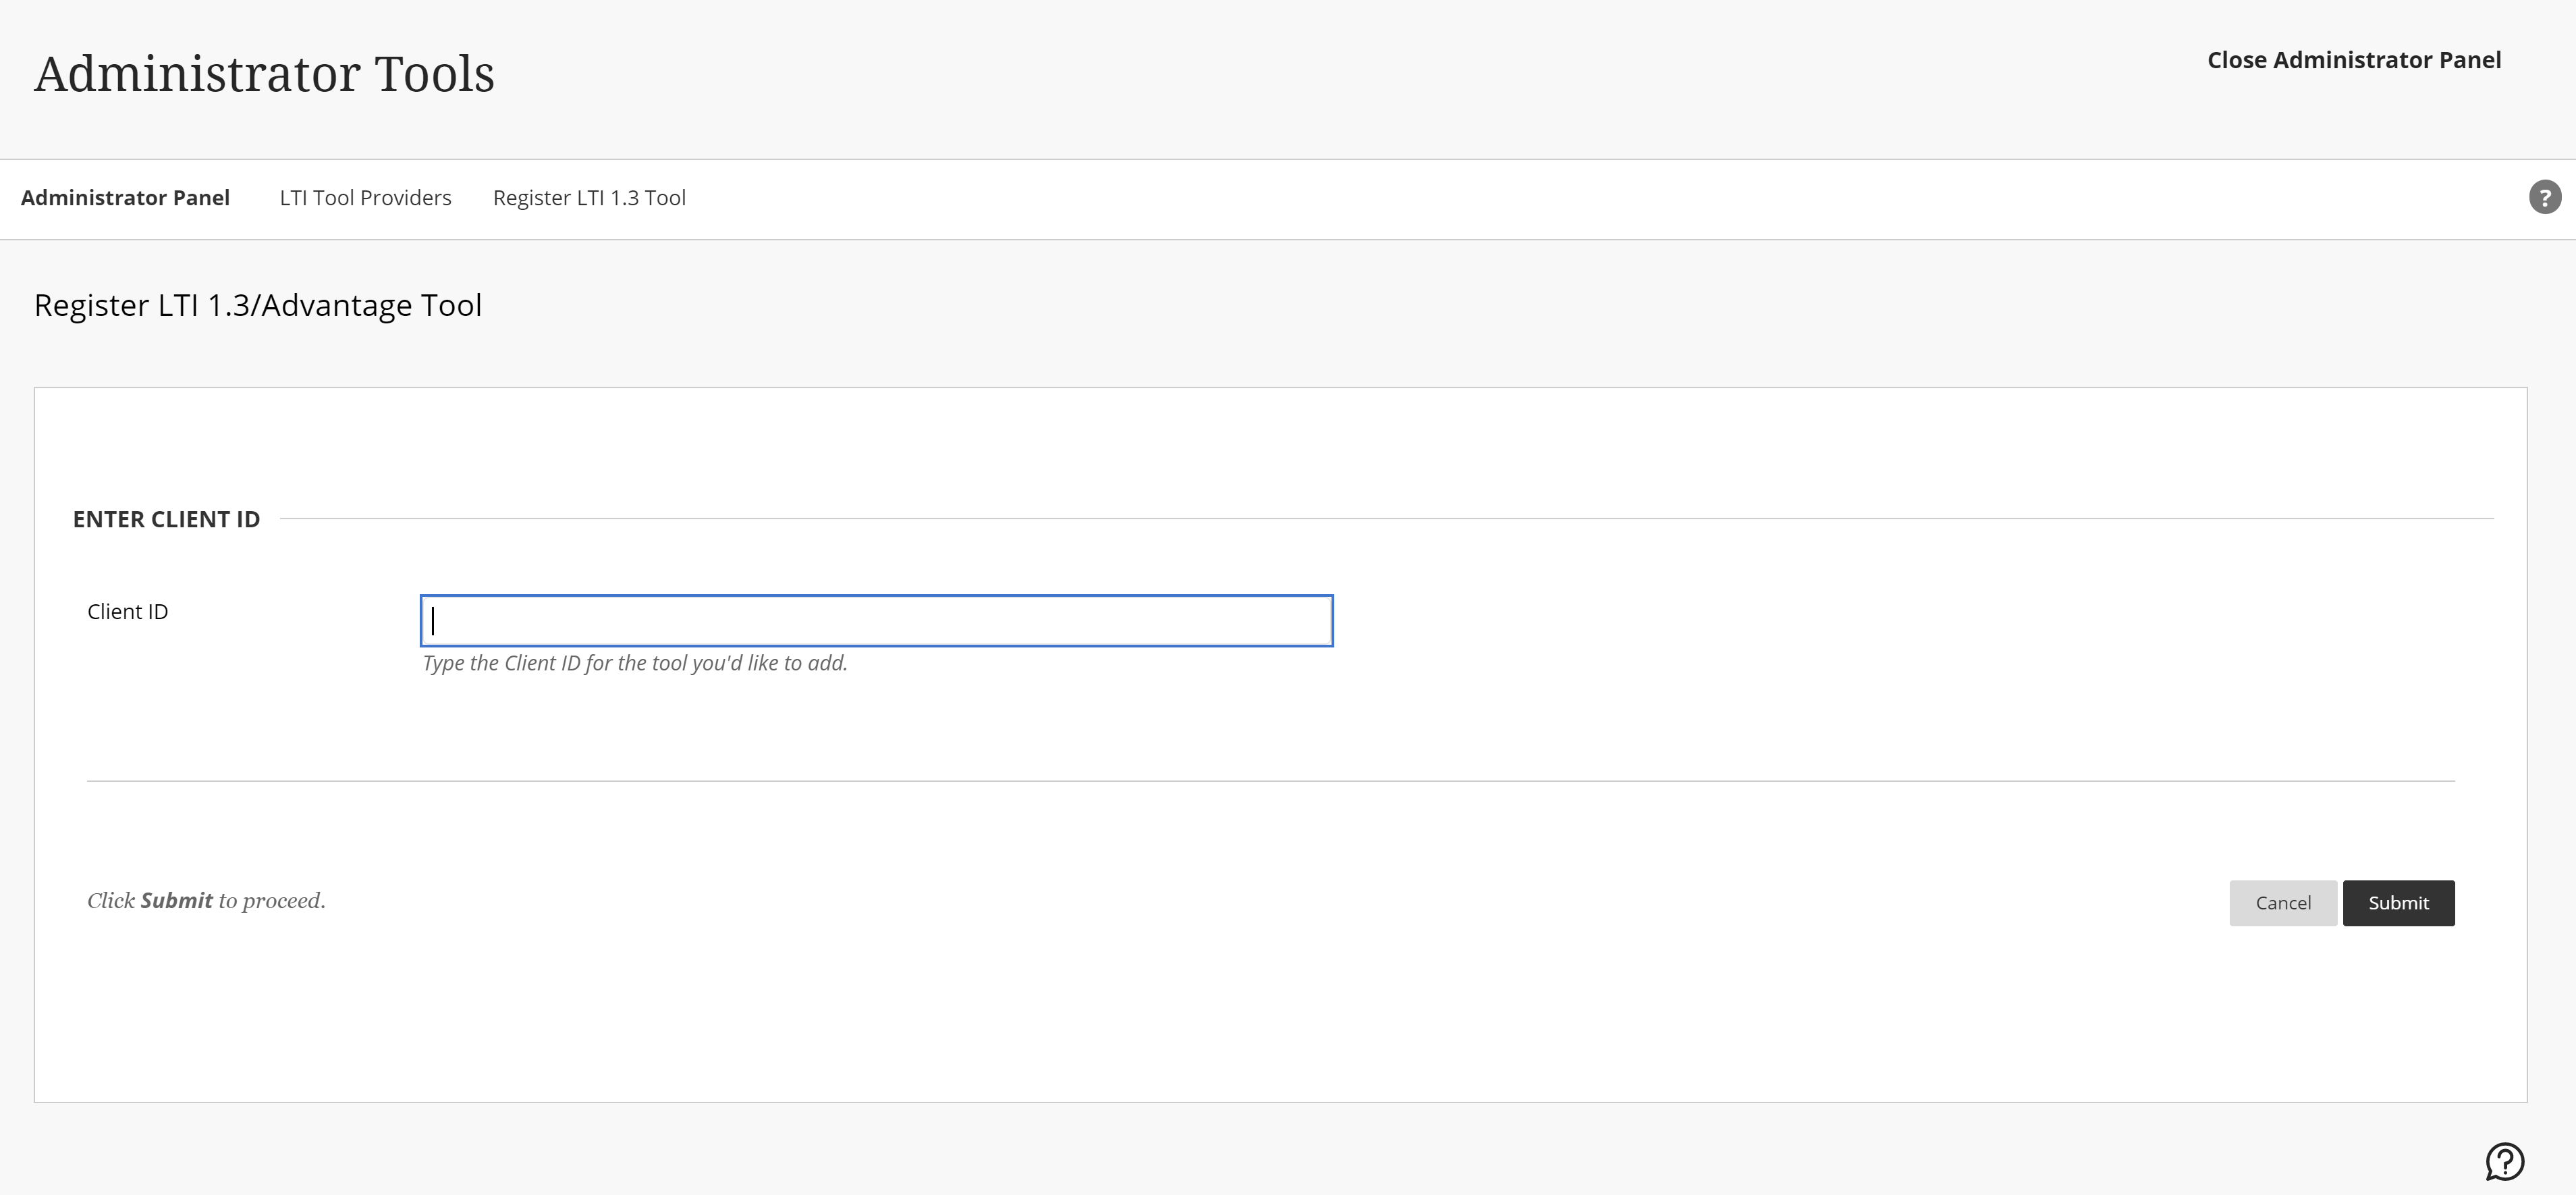 Administrator Tools
Close Administrator Panel
Administrator Panel
LTI Tool Providers
Register LTI 1.3 Tool
?
Register LTI 1.3/Advantage Tool
ENTER CLIENT ID
Client ID
Type the Client ID for the tool you'd like to add.
Click Submit to proceed.
Cancel
Submit
?